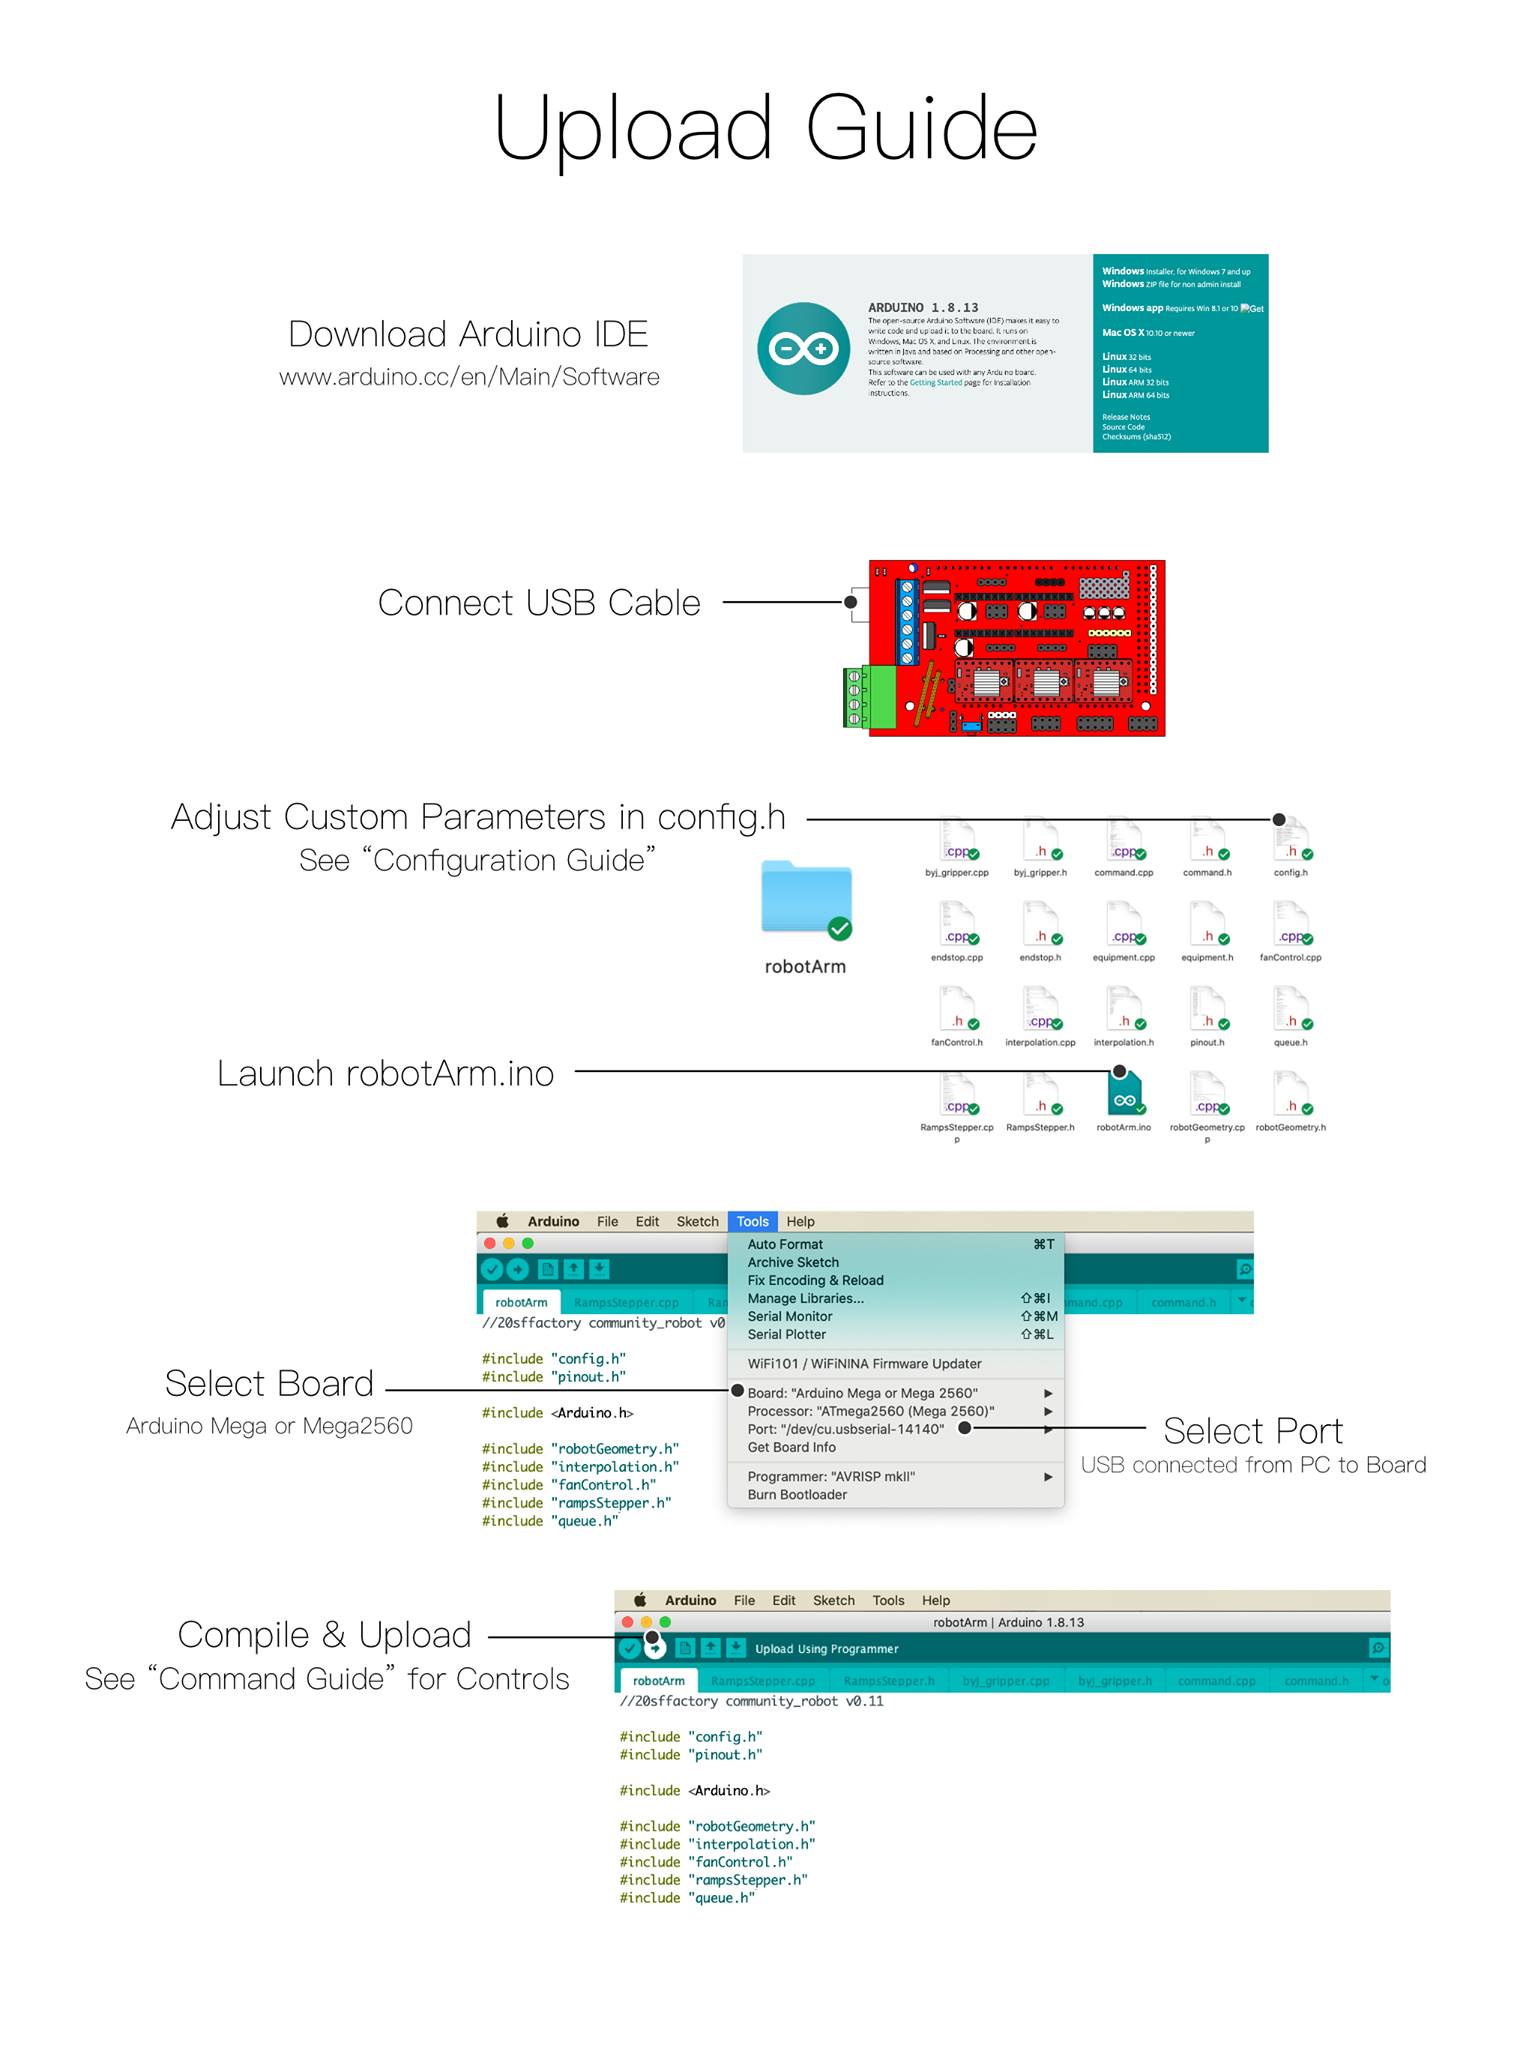 Upload Guide
Download Arduino IDE
www.arduino.cc/en/Main/Software
ARDUINO 1.8.13
The open-source Arduino Software (IDE) makes it easy to
write code and upload it to the board. It runs on
Windows, Mac OS X, and Linux. The environment is
written in Java and based on Processing and other open-
source software.
This software can be used with any Arduino board.
Refer to the Getting Started page for Installation
instructions.
Windows Installer, for Windows 7 and up
Windows ZIP file for non admin install
Windows app Requires Win 8.1 or 10 Get
Mac OS X 10.10 or newer
Linux 32 bits
Linux 64 bits
Linux ARM 32 bits
Linux ARM 64 bits
Release Notes
Source Code
Checksums (sha512)
Connect USB Cable
Adjust Custom Parameters in config.h
See “Configuration Guide”
robotArm
.cpp .h .cpp .h .h
byj_gripper.cpp byj_gripper.h command.cpp command.h config.h
.cpp .h .cpp .h .cpp
endstop.cpp endstop.h equipment.cpp equipment.h fanControl.cpp
.h .cpp .h .h .h
fanControl.h interpolation.cpp interpolation.h pinout.h queue.h
Launch robotArm.ino
.cpp .h .cpp .h
RampsStepper.cp RampsStepper.h robotArm.ino robotGeometry.cp robotGeometry.h
p p
Arduino File Edit Sketch Tools Help
Auto Format ⌘T
Archive Sketch
Fix Encoding & Reload
Manage Libraries... ⇧⌘I
Serial Monitor ⇧⌘M
Serial Plotter ⇧⌘L
WiFi101 / WiFiNINA Firmware Updater
Board: "Arduino Mega or Mega 2560"
Processor: "ATmega2560 (Mega 2560)"
Port: "/dev/cu.usbserial-14140"
Get Board Info
Programmer: "AVRISP mkII"
Burn Bootloader
robotArm RampsStepper.cpp Ran mmand.cpp command.h
//20sffactory community_robot v0
#include "config.h"
#include "pinout.h"
#include <Arduino.h>
#include "robotGeometry.h"
#include "interpolation.h"
#include "fanControl.h"
#include "rampsStepper.h"
#include "queue.h"
Select Board
Arduino Mega or Mega2560
Select Port
USB connected from PC to Board
Compile & Upload
See “Command Guide” for Controls
Arduino File Edit Sketch Tools Help
robotArm | Arduino 1.8.13
Upload Using Programmer
robotArm RampsStepper.cpp RampsStepper.h byj_gripper.cpp byj_gripper.h command.cpp command.h
//20sffactory community_robot v0.11
#include "config.h"
#include "pinout.h"
#include <Arduino.h>
#include "robotGeometry.h"
#include "interpolation.h"
#include "fanControl.h"
#include "rampsStepper.h"
#include "queue.h"